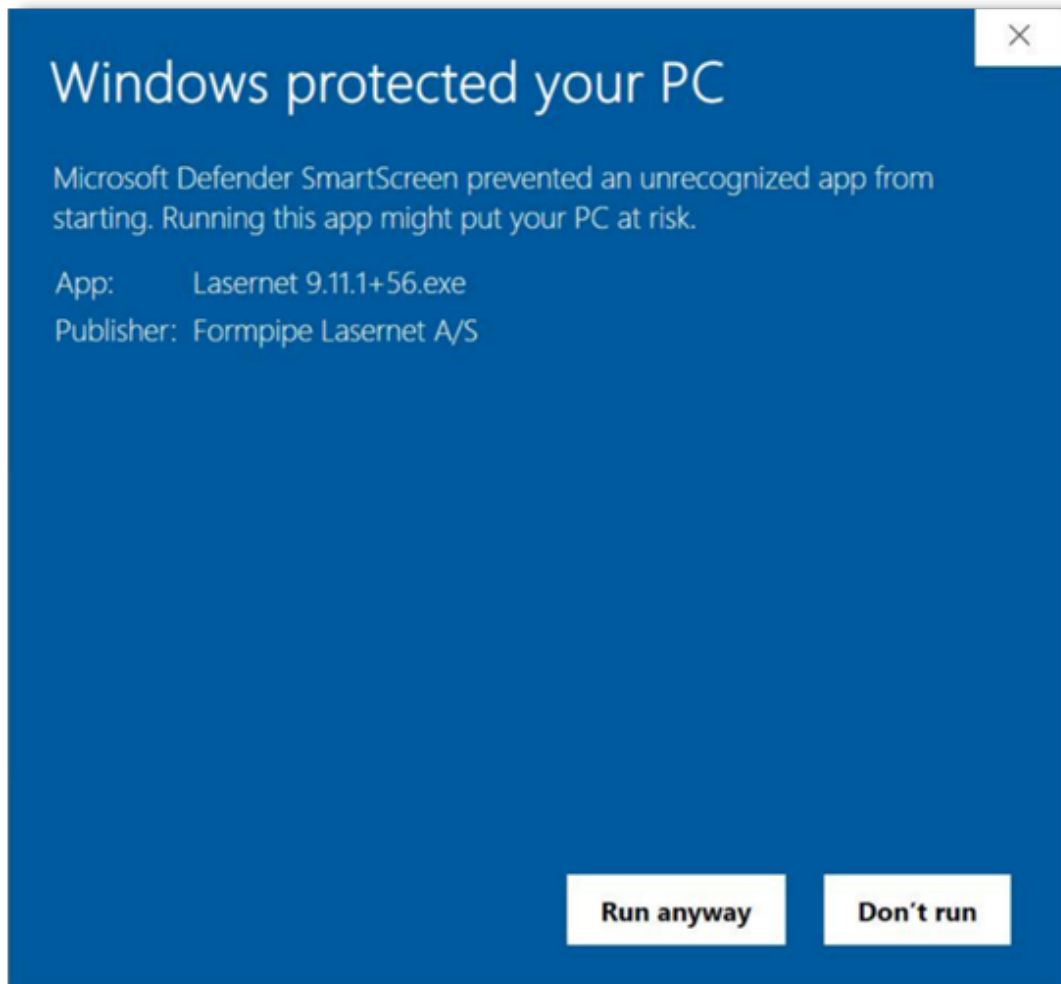 Windows protected your PC
Microsoft Defender SmartScreen prevented an unrecognized app from
starting. Running this app might put your PC at risk.
App: Lasernet 9.11.1+56.exe
Publisher: Formpipe Lasernet A/S
Run anyway Don’t run